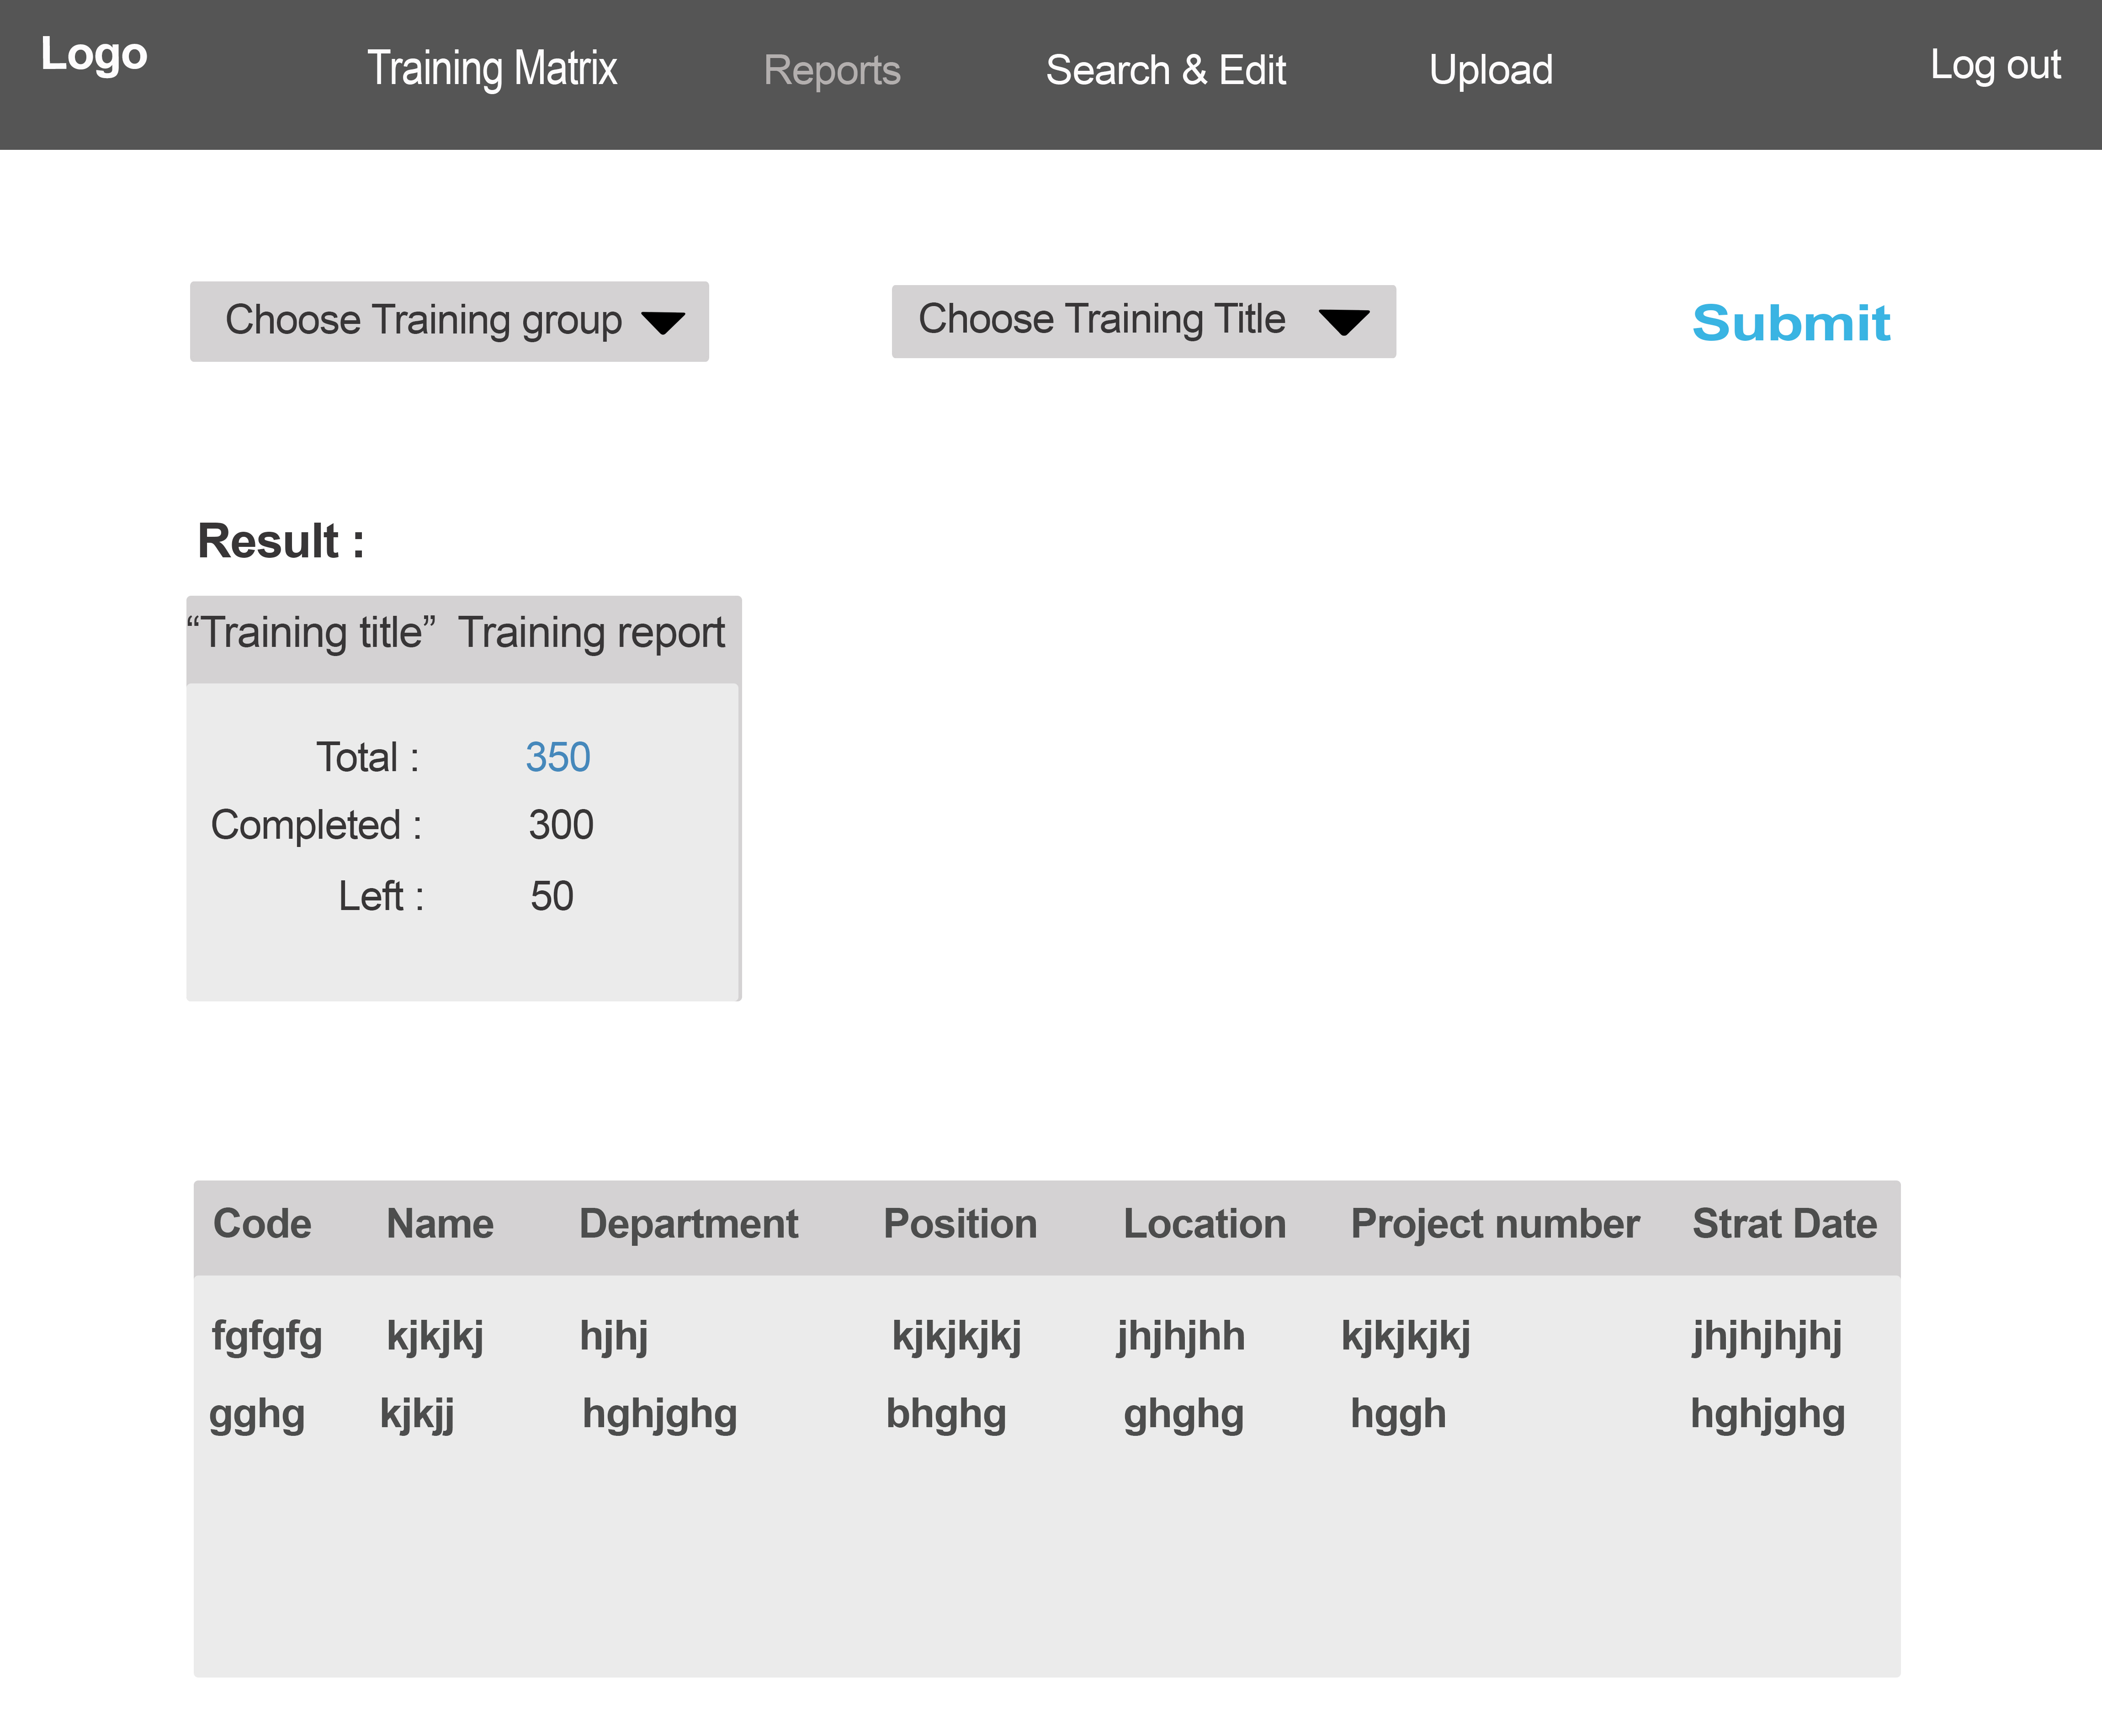 Logo Training Matrix Reports Search & Edit Upload Log out
Choose Training group Choose Training Title Submit
Result :
“Training title” Training report
Total : 350
Completed : 300
Left : 50
Code Name Department Position Location Project number Strat Date
fgfgfg kjkjkj hjhj kjkjkjkj jhjhjhh kjkjkjkj jhjhjhjhj
gghg kjkjj hghjghg bhghg ghghg hggh hghjghg